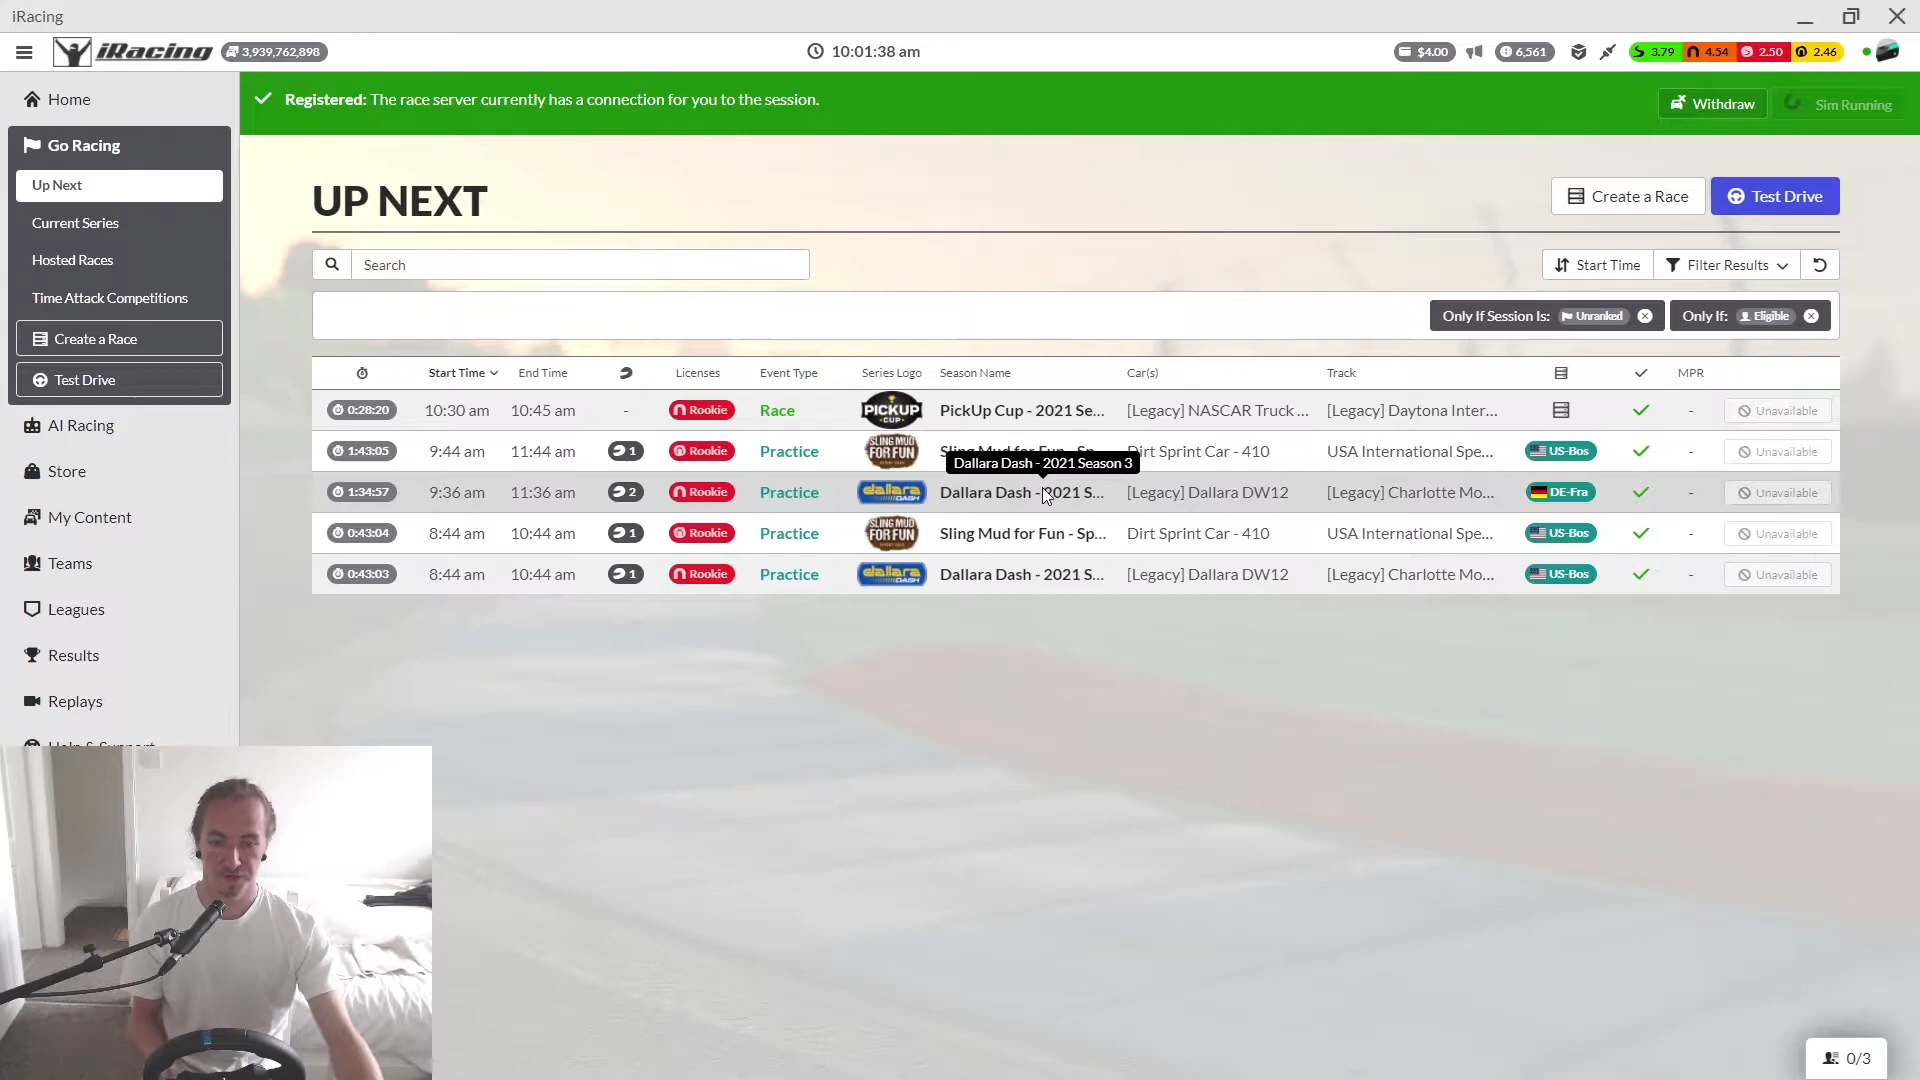 iRacing
iRacing
3,939,762,898
10:01:38 am
$4.00
6,561
S 3.79
4.54
2.50
2.46
Home
Go Racing
Up Next
Current Series
Hosted Races
Time Attack Competitions
Create a Race
Test Drive
AI Racing
Store
My Content
Teams
Leagues
Results
Replays
Help & Support
Registered: The race server currently has a connection for you to the session.
Withdraw
Sim Running
UP NEXT
Create a Race
Test Drive
Search
Start Time
Filter Results
Only If Session Is: Unranked
Only If: Eligible
Start Time End Time Licenses Event Type Series Logo Season Name Car(s) Track MPR
0:28:20 10:30 am 10:45 am - Rookie Race PICKUP CUP PickUp Cup - 2021 Se... [Legacy] NASCAR Truck ... [Legacy] Daytona Inter... - Unavailable
1:43:05 9:44 am 11:44 am 1 Rookie Practice SLING MUD FOR FUN Sling Mud for Fun - Sp... Dirt Sprint Car - 410 USA International Spe... US-Bos - Unavailable
Dallara Dash - 2021 Season 3
1:34:57 9:36 am 11:36 am 2 Rookie Practice dallara DASH Dallara Dash - 2021 S... [Legacy] Dallara DW12 [Legacy] Charlotte Mo... DE-Fra - Unavailable
0:43:04 8:44 am 10:44 am 1 Rookie Practice SLING MUD FOR FUN Sling Mud for Fun - Sp... Dirt Sprint Car - 410 USA International Spe... US-Bos - Unavailable
0:43:03 8:44 am 10:44 am 1 Rookie Practice dallara DASH Dallara Dash - 2021 S... [Legacy] Dallara DW12 [Legacy] Charlotte Mo... US-Bos - Unavailable
0/3